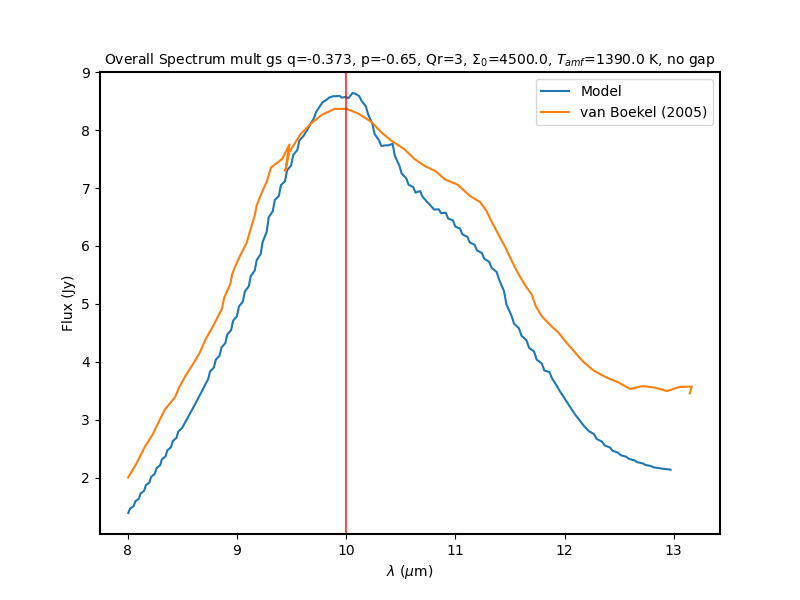 Overall Spectrum mult gs q=-0.373, p=-0.65, Qr=3, Σ₀=4500.0, T_amf=1390.0 K, no gap
Model
van Boekel (2005)
9
8
7
6
5
4
3
2
Flux (Jy)
8 9 10 11 12 13
λ (μm)